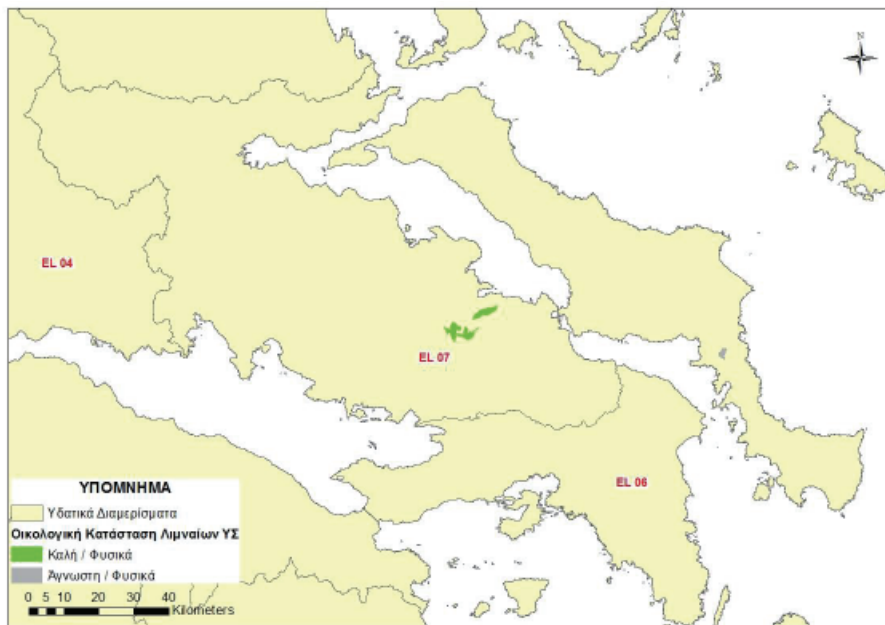 N
EL 04
EL 07
EL 06
ΥΠΟΜΝΗΜΑ
Υδατικά Διαμερίσματα
Οικολογική Κατάσταση Λιμναίων ΥΣ
Καλή / Φυσικά
Άγνωστη / Φυσικά
0 5 10 20 30 40
Kilometers